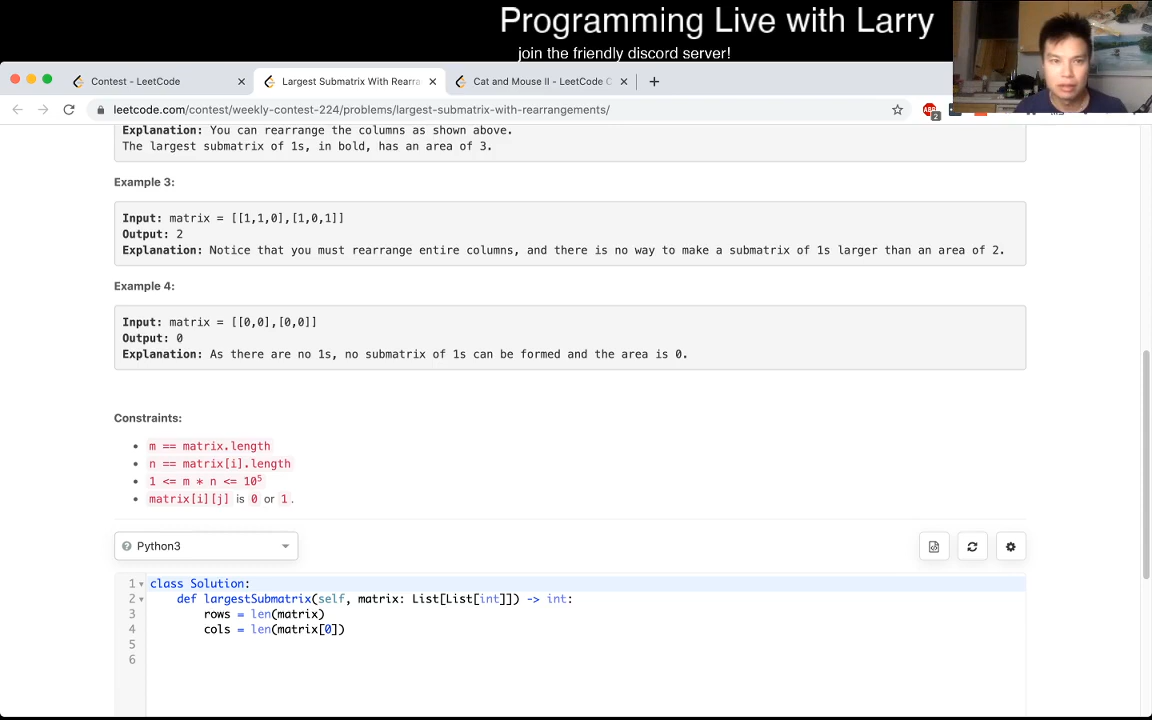 Programming Live with Larry
join the friendly discord server!
Contest - LeetCode
Largest Submatrix With Rearra
Cat and Mouse II - LeetCode C
leetcode.com/contest/weekly-contest-224/problems/largest-submatrix-with-rearrangements/
2
Explanation: You can rearrange the columns as shown above.
The largest submatrix of 1s, in bold, has an area of 3.
Example 3:
Input: matrix = [[1,1,0],[1,0,1]]
Output: 2
Explanation: Notice that you must rearrange entire columns, and there is no way to make a submatrix of 1s larger than an area of 2.
Example 4:
Input: matrix = [[0,0],[0,0]]
Output: 0
Explanation: As there are no 1s, no submatrix of 1s can be formed and the area is 0.
Constraints:
m == matrix.length
n == matrix[i].length
1 <= m * n <= 10⁵
matrix[i][j] is 0 or 1.
Python3
1 class Solution:
2 def largestSubmatrix(self, matrix: List[List[int]]) -> int:
3 rows = len(matrix)
4 cols = len(matrix[0])
5
6